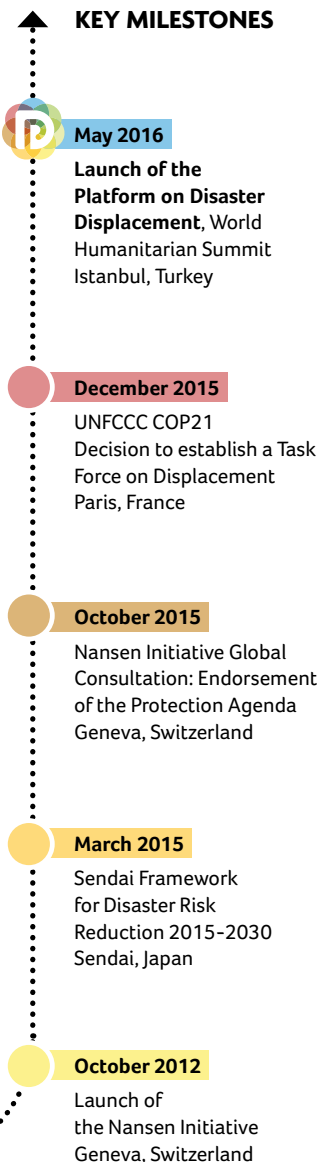 KEY MILESTONES
May 2016
Launch of the
Platform on Disaster
Displacement, World
Humanitarian Summit
Istanbul, Turkey
December 2015
UNFCCC COP21
Decision to establish a Task
Force on Displacement
Paris, France
October 2015
Nansen Initiative Global
Consultation: Endorsement
of the Protection Agenda
Geneva, Switzerland
March 2015
Sendai Framework
for Disaster Risk
Reduction 2015-2030
Sendai, Japan
October 2012
Launch of
the Nansen Initiative
Geneva, Switzerland